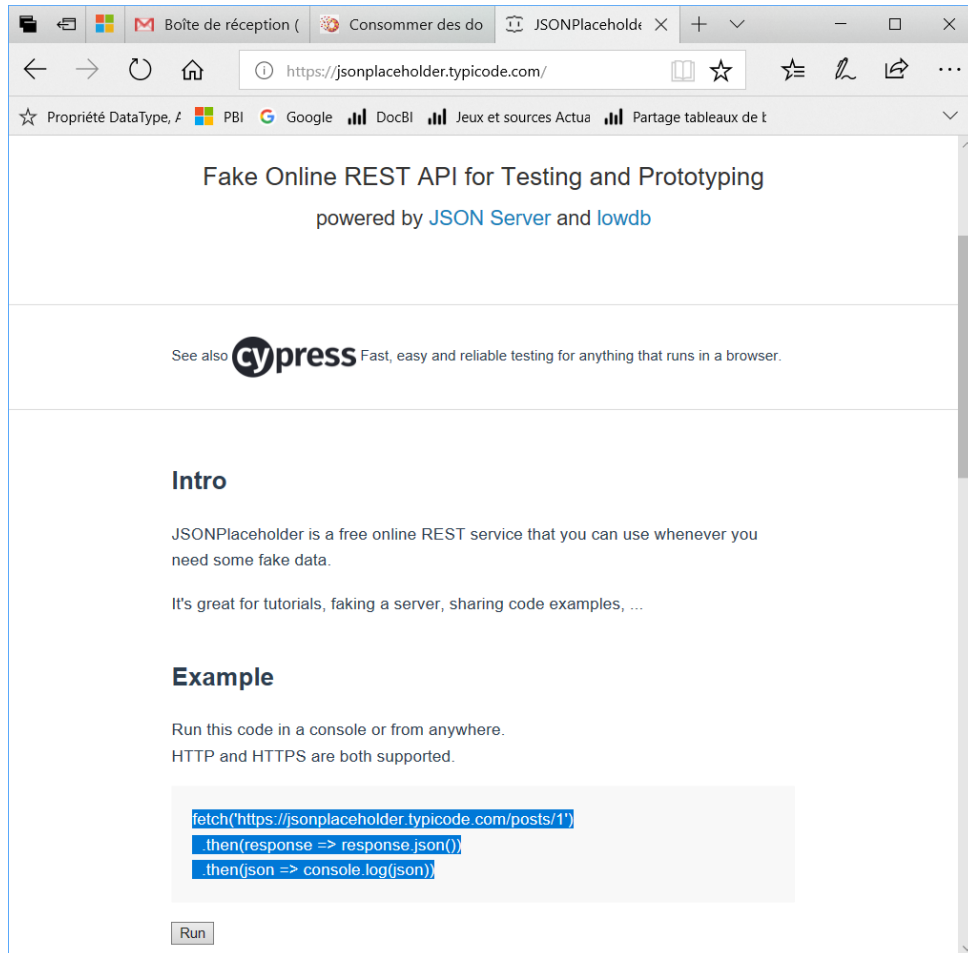 Boîte de réception (
Consommer des do
JSONPlaceholde
https://jsonplaceholder.typicode.com/
Propriété DataType, A
PBI
Google
DocBI
Jeux et sources Actua
Partage tableaux de b
Fake Online REST API for Testing and Prototyping
powered by JSON Server and lowdb
See also cypress Fast, easy and reliable testing for anything that runs in a browser.
Intro
JSONPlaceholder is a free online REST service that you can use whenever you
need some fake data.
It's great for tutorials, faking a server, sharing code examples, ...
Example
Run this code in a console or from anywhere.
HTTP and HTTPS are both supported.
fetch('https://jsonplaceholder.typicode.com/posts/1')
.then(response => response.json())
.then(json => console.log(json))
Run